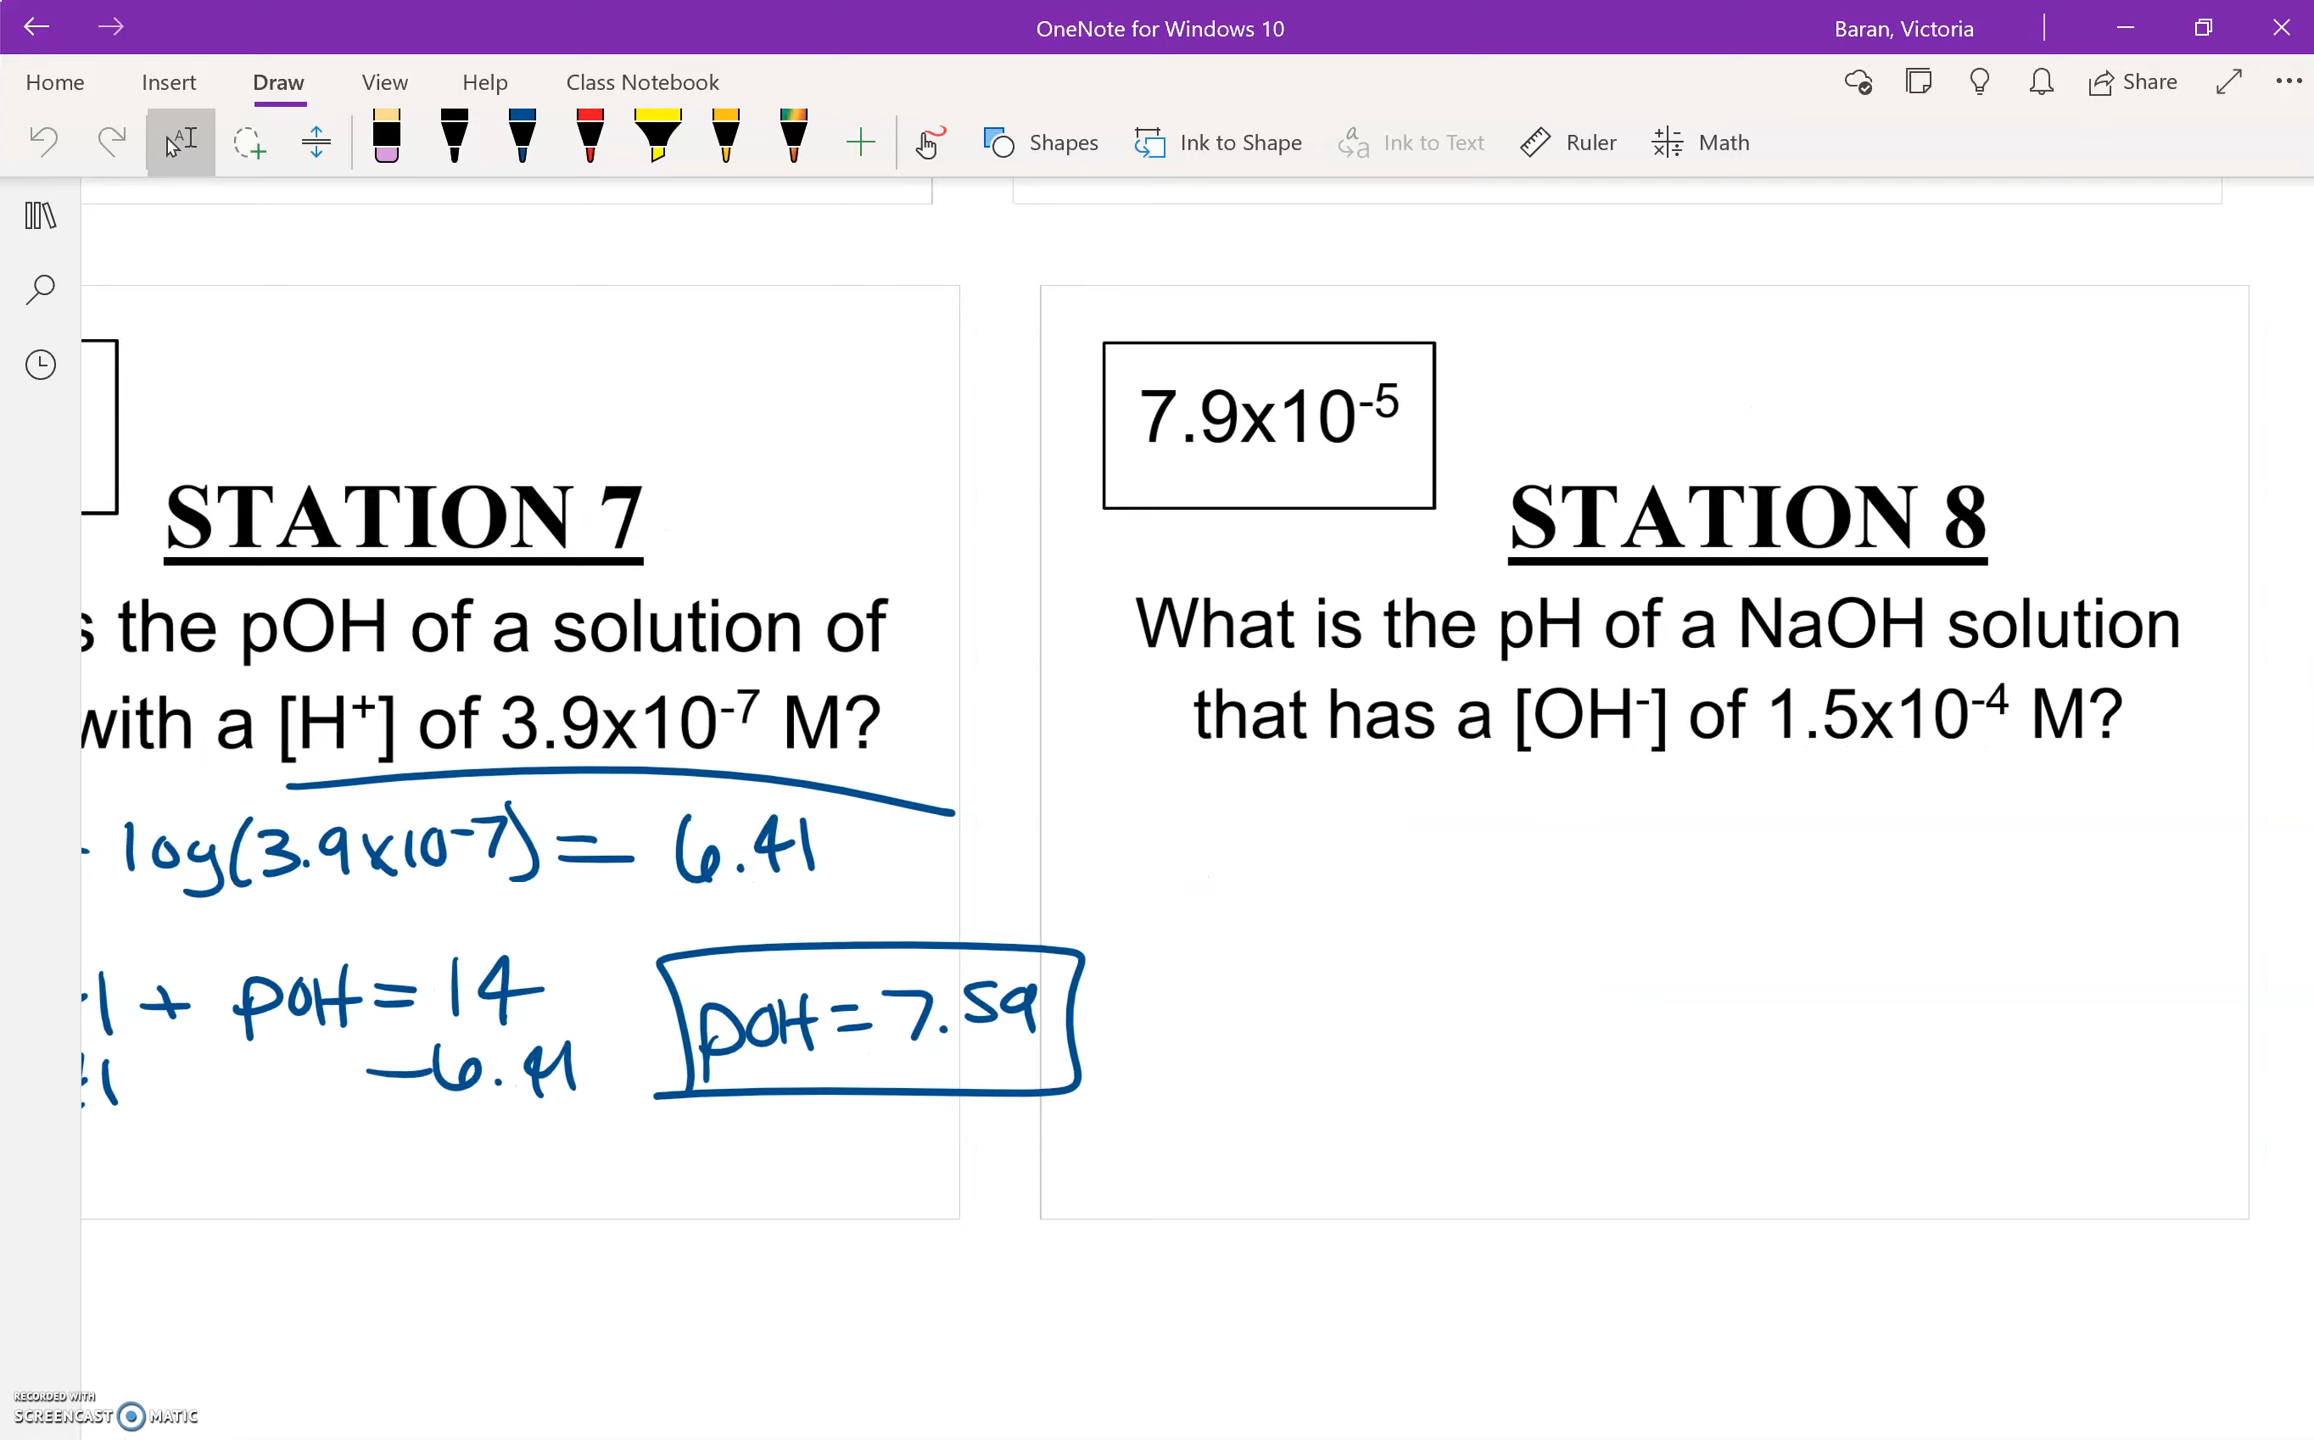 OneNote for Windows 10
Baran, Victoria
Home Insert Draw View Help Class Notebook
Share
Shapes Ink to Shape Ink to Text Ruler Math
STATION 7
s the pOH of a solution of
with a [H⁺] of 3.9x10⁻⁷ M?
- log(3.9x10⁻⁷) = 6.41
+ pOH = 14
-6.41
pOH = 7.59
7.9x10⁻⁵
STATION 8
What is the pH of a NaOH solution
that has a [OH⁻] of 1.5x10⁻⁴ M?
RECORDED WITH
SCREENCAST MATIC